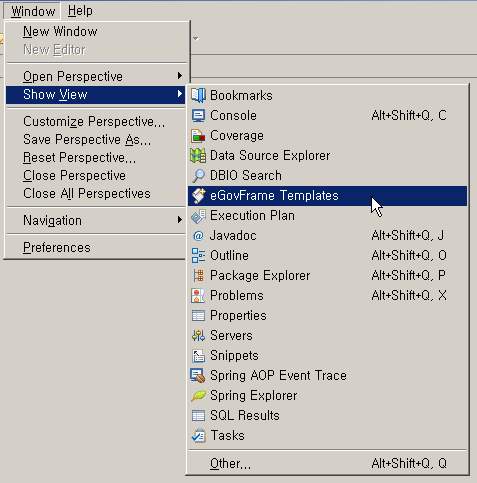 Window Help
New Window
New Editor
Open Perspective
Show View
Customize Perspective...
Save Perspective As...
Reset Perspective...
Close Perspective
Close All Perspectives
Navigation
Preferences
Bookmarks
Console Alt+Shift+Q, C
Coverage
Data Source Explorer
DBIO Search
eGovFrame Templates
Execution Plan
Javadoc Alt+Shift+Q, J
Outline Alt+Shift+Q, O
Package Explorer Alt+Shift+Q, P
Problems Alt+Shift+Q, X
Properties
Servers
Snippets
Spring AOP Event Trace
Spring Explorer
SQL Results
Tasks
Other... Alt+Shift+Q, Q